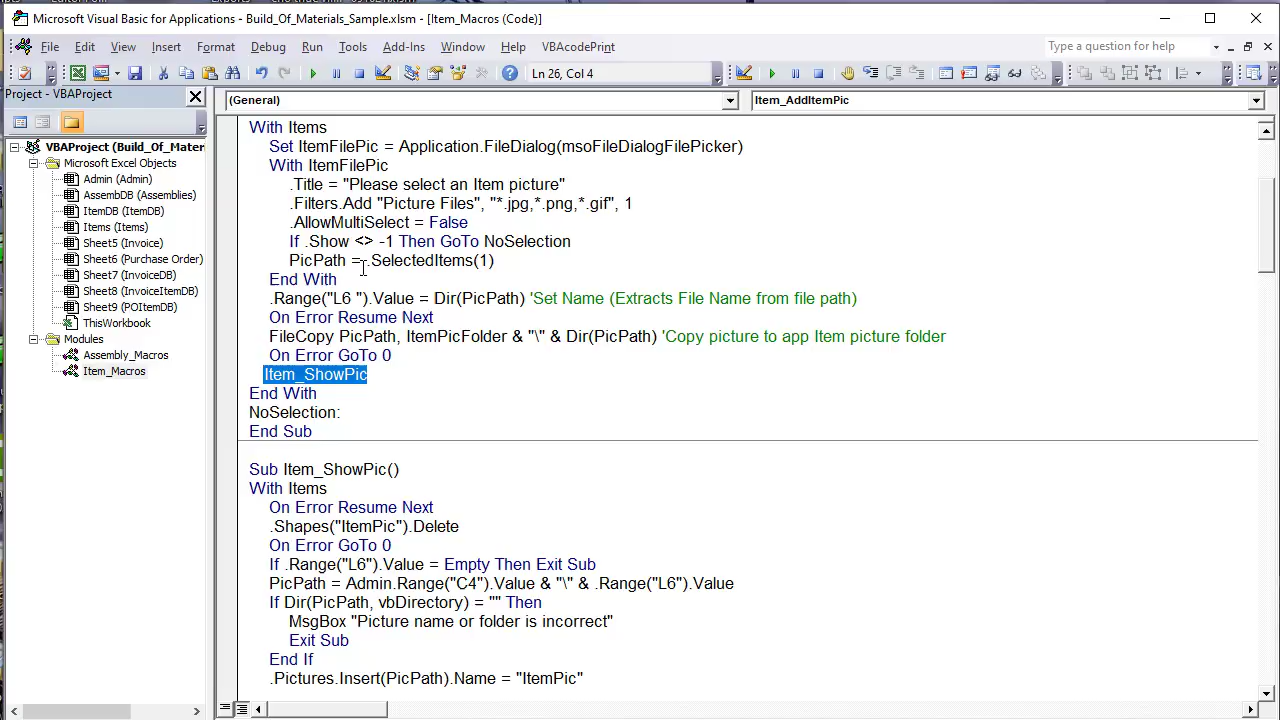 Microsoft Visual Basic for Applications - Build_Of_Materials_Sample.xlsm - [Item_Macros (Code)]
File Edit View Insert Format Debug Run Tools Add-Ins Window Help VBAcodePrint Type a question for help
Ln 26, Col 4
Project - VBAProject
(General) Item_AddItemPic
VBAProject (Build_Of_Mater
Microsoft Excel Objects
Admin (Admin)
AssembDB (Assemblies)
ItemDB (ItemDB)
Items (Items)
Sheet5 (Invoice)
Sheet6 (Purchase Order)
Sheet7 (InvoiceDB)
Sheet8 (InvoiceItemDB)
Sheet9 (POItemDB)
ThisWorkbook
Modules
Assembly_Macros
Item_Macros
With Items
Set ItemFilePic = Application.FileDialog(msoFileDialogFilePicker)
With ItemFilePic
.Title = "Please select an Item picture"
.Filters.Add "Picture Files", "*.jpg,*.png,*.gif", 1
.AllowMultiSelect = False
If .Show <> -1 Then GoTo NoSelection
PicPath = .SelectedItems(1)
End With
.Range("L6 ").Value = Dir(PicPath) 'Set Name (Extracts File Name from file path)
On Error Resume Next
FileCopy PicPath, ItemPicFolder & "\" & Dir(PicPath) 'Copy picture to app Item picture folder
On Error GoTo 0
Item_ShowPic
End With
NoSelection:
End Sub
Sub Item_ShowPic()
With Items
On Error Resume Next
.Shapes("ItemPic").Delete
On Error GoTo 0
If .Range("L6").Value = Empty Then Exit Sub
PicPath = Admin.Range("C4").Value & "\" & .Range("L6").Value
If Dir(PicPath, vbDirectory) = "" Then
MsgBox "Picture name or folder is incorrect"
Exit Sub
End If
.Pictures.Insert(PicPath).Name = "ItemPic"